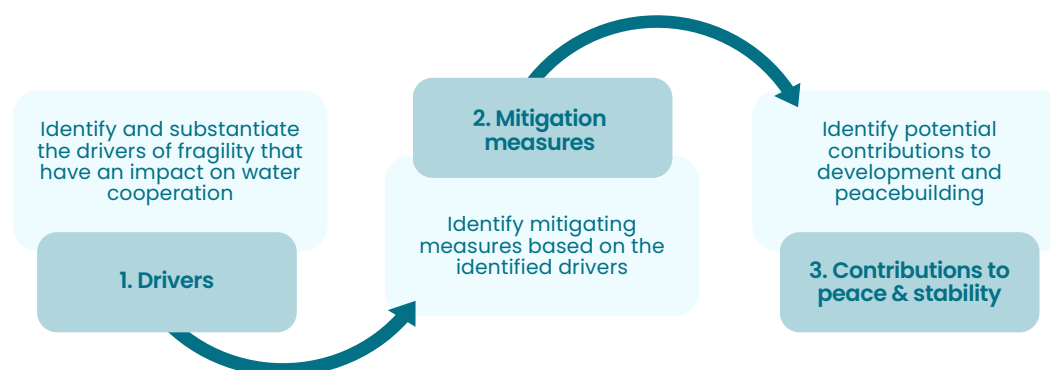 Identify and substantiate
the drivers of fragility that
have an impact on water
cooperation
1. Drivers
2. Mitigation
measures
Identify mitigating
measures based on the
identified drivers
Identify potential
contributions to
development and
peacebuilding
3. Contributions to
peace & stability